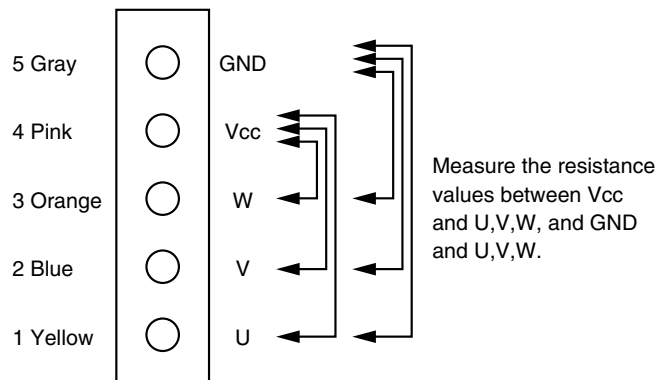 5 Gray GND
4 Pink Vcc
3 Orange W
2 Blue V
1 Yellow U
Measure the resistance
values between Vcc
and U,V,W, and GND
and U,V,W.